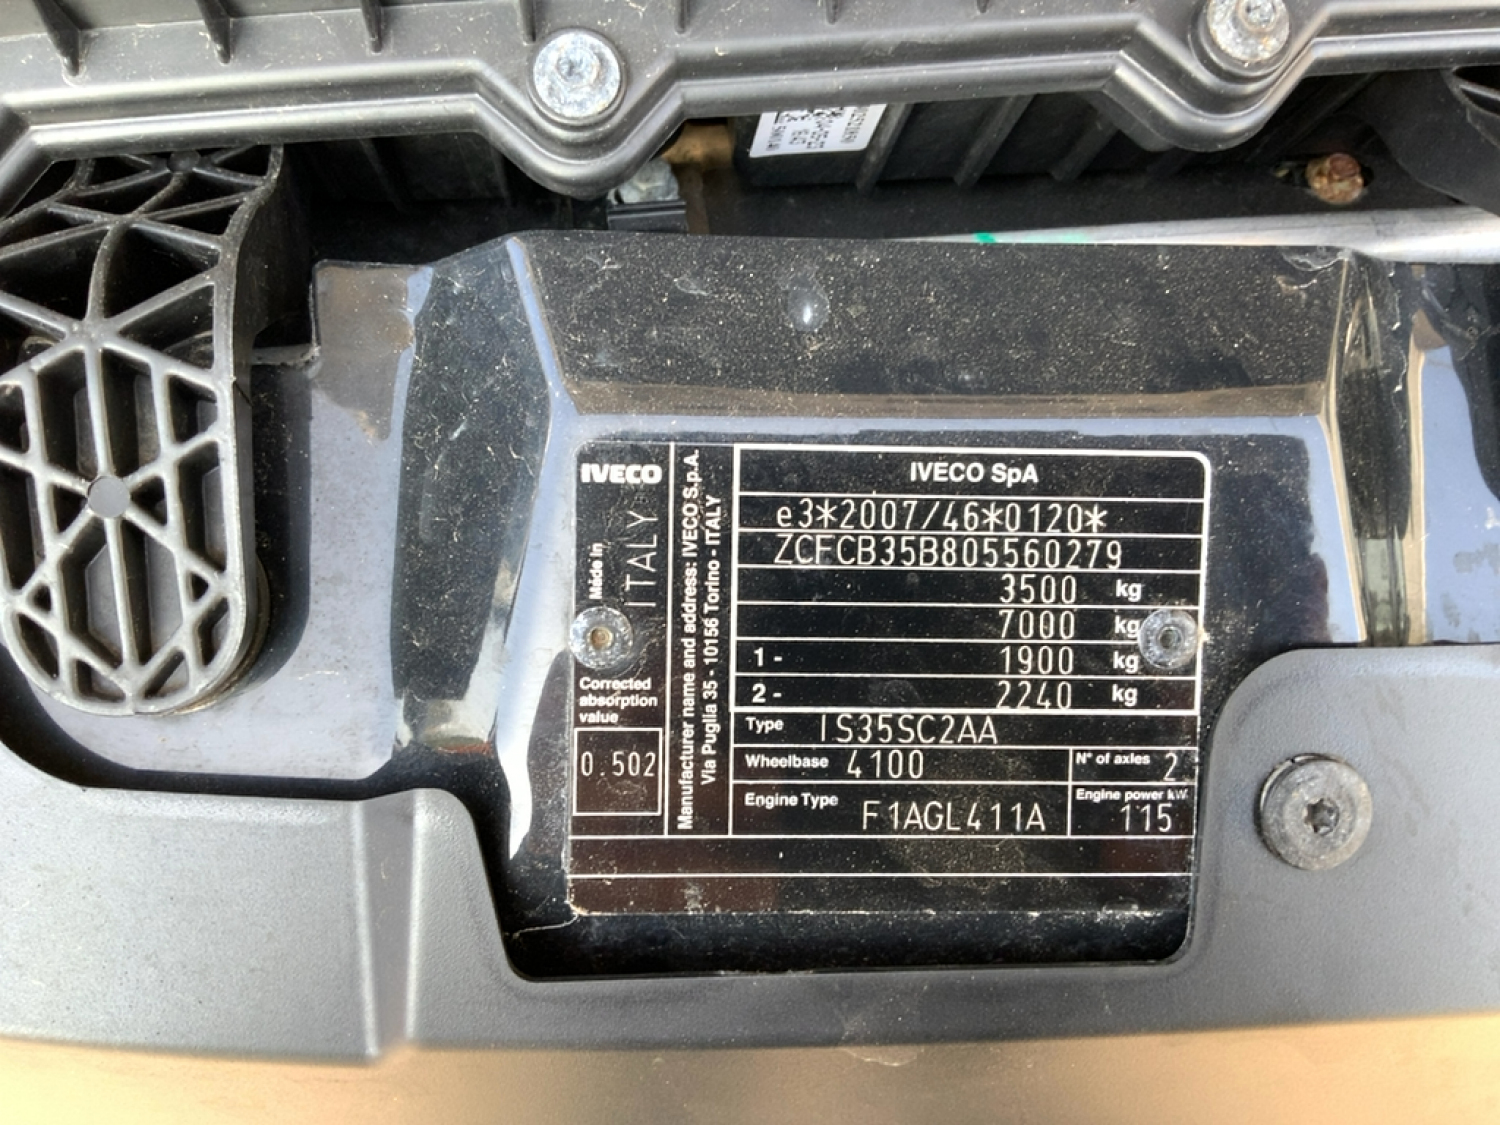 IVECO
Made in
ITALY
Corrected
absorption
value
0.502
Manufacturer name and address: IVECO S.p.A.
Via Puglia 35 - 10156 Torino - ITALY
IVECO SpA
e3*2007/46*0120*
ZCFCB35B805560279
3500 kg
7000 kg
1 - 1900 kg
2 - 2240 kg
Type IS35SC2AA
Wheelbase 4100 N° of axles 2
Engine Type F1AGL411A Engine power kW 115